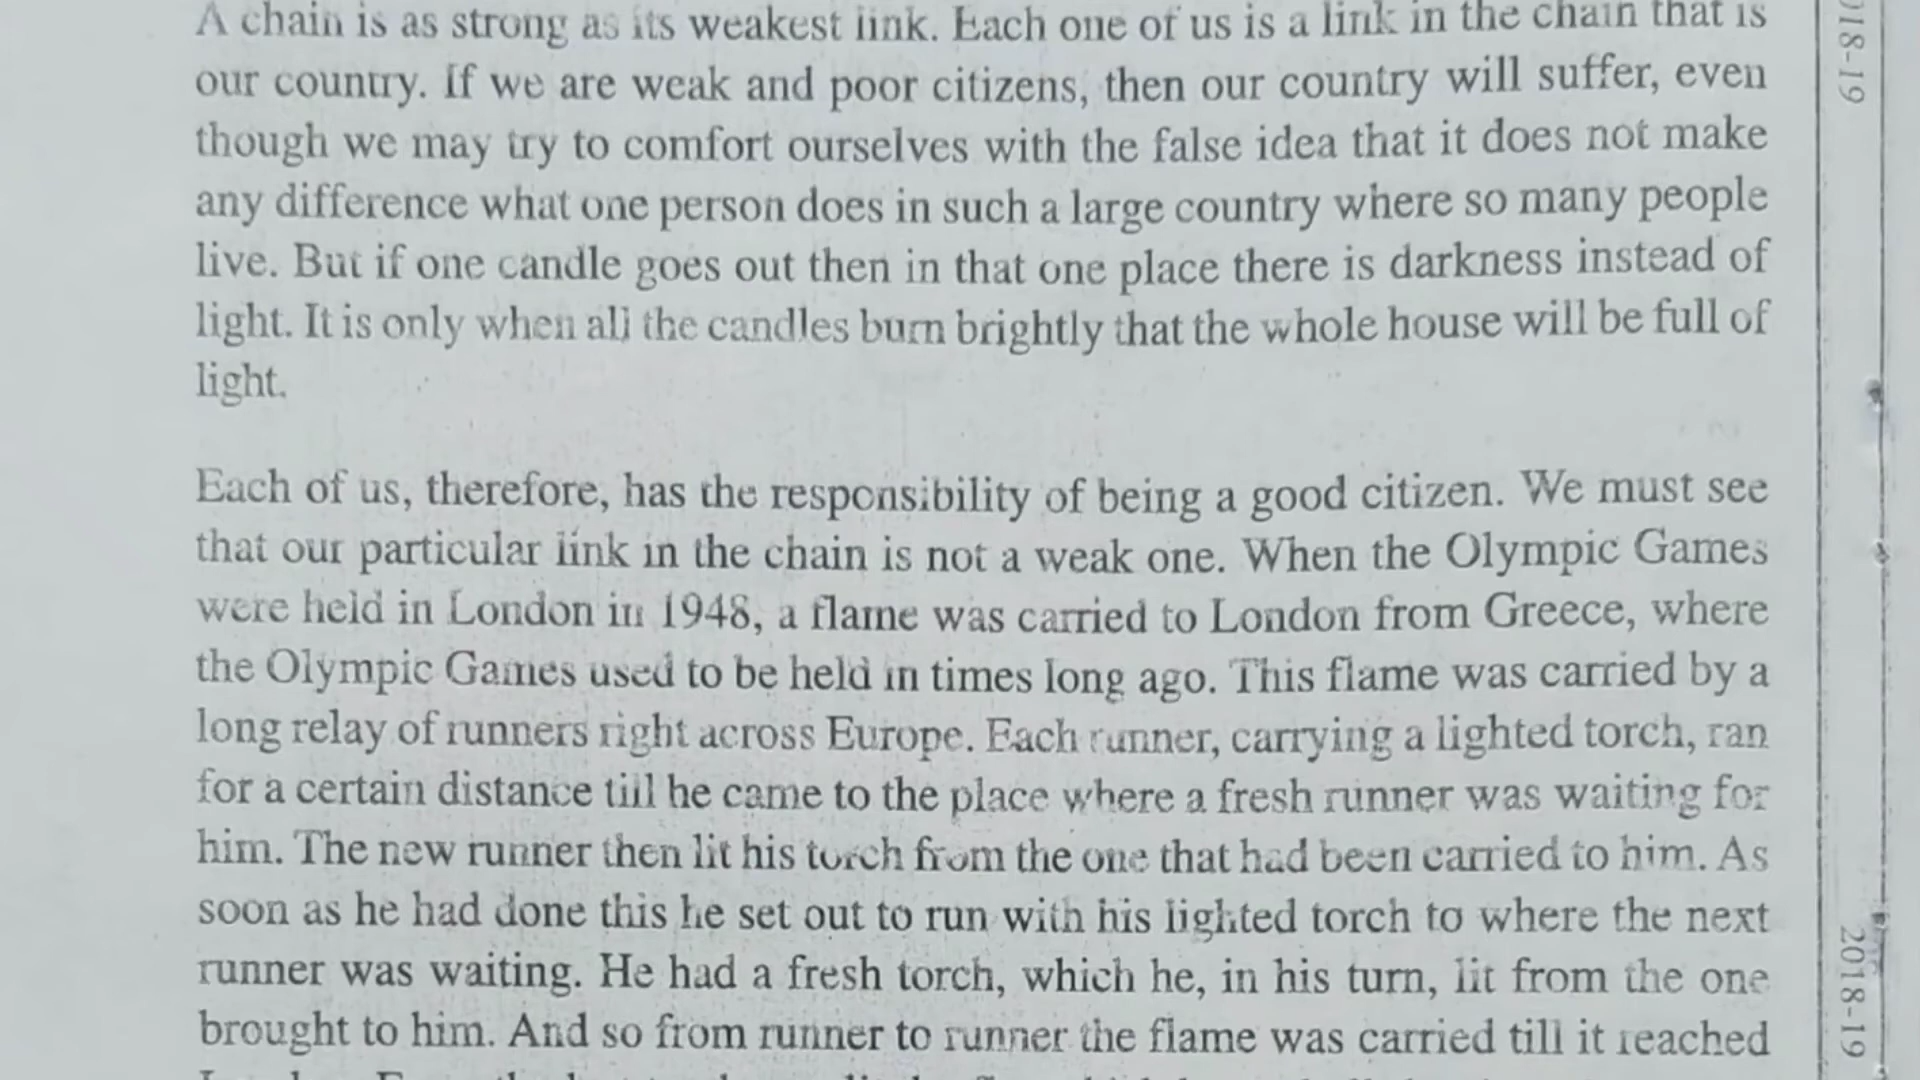 A chain is as strong as its weakest link. Each one of us is a link in the chain that is
our country. If we are weak and poor citizens, then our country will suffer, even
though we may try to comfort ourselves with the false idea that it does not make
any difference what one person does in such a large country where so many people
live. But if one candle goes out then in that one place there is darkness instead of
light. It is only when all the candles burn brightly that the whole house will be full of
light.
Each of us, therefore, has the responsibility of being a good citizen. We must see
that our particular link in the chain is not a weak one. When the Olympic Games
were held in London in 1948, a flame was carried to London from Greece, where
the Olympic Games used to be held in times long ago. This flame was carried by a
long relay of runners right across Europe. Each runner, carrying a lighted torch, ran
for a certain distance till he came to the place where a fresh runner was waiting for
him. The new runner then lit his torch from the one that had been carried to him. As
soon as he had done this he set out to run with his lighted torch to where the next
runner was waiting. He had a fresh torch, which he, in his turn, lit from the one
brought to him. And so from runner to runner the flame was carried till it reached
018-19
2018-19